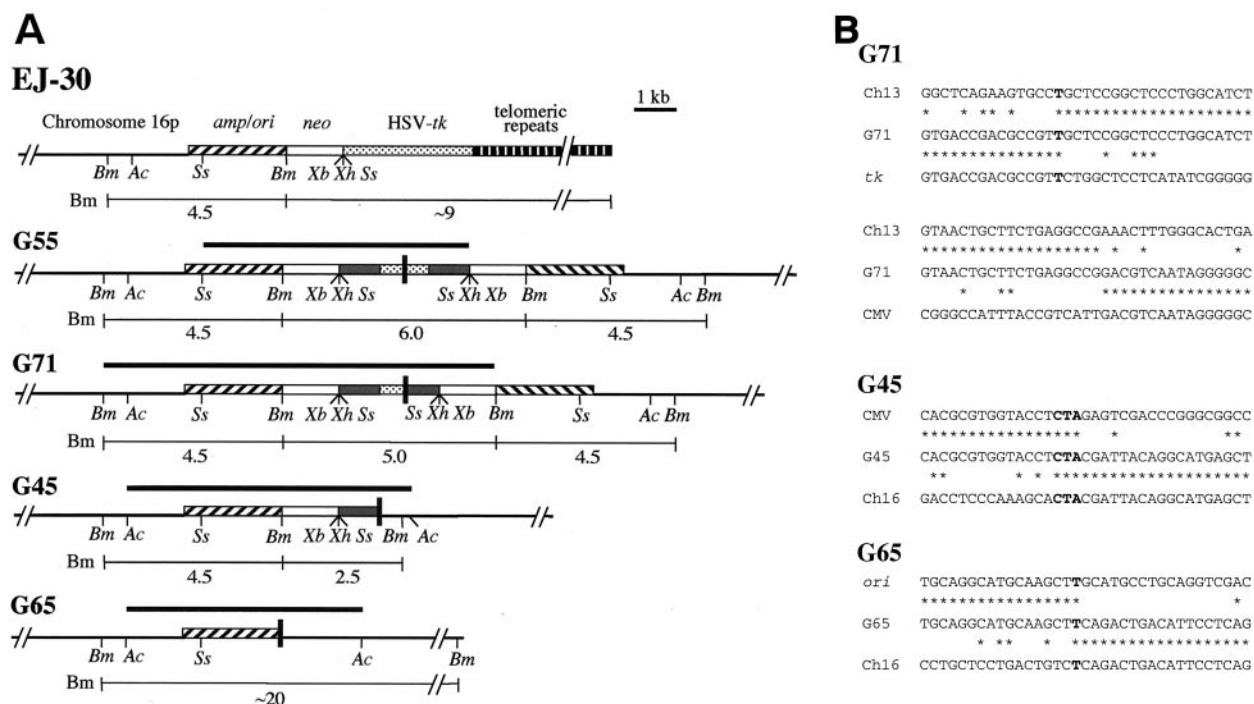 A
EJ-30
1 kb
Chromosome 16p amp/ori neo HSV-tk telomeric repeats
Bm Ac Ss Bm Xb Xh Ss
Bm 4.5 ~9
G55
Bm Ac Ss Bm Xb Xh Ss Ss Xh Xb Bm Ss Ac Bm
Bm 4.5 6.0 4.5
G71
Bm Ac Ss Bm Xb Xh Ss Ss Xh Xb Bm Ss Ac Bm
Bm 4.5 5.0 4.5
G45
Bm Ac Ss Bm Xb Xh Ss Bm Ac
Bm 4.5 2.5
G65
Bm Ac Ss Ac Bm
Bm ~20
B
G71
Ch13 GGCTCAGAAGTGCCTGCTCCGGCTCCCTGGCATCT
* * ** * *********************
G71 GTGACCGACGCCGTTGCTCCGGCTCCCTGGCATCT
*************** * ***
tk GTGACCGACGCCGTTCTGGCTCCTCATATCGGGGG
Ch13 GTAACTGCTTCTGAGGCCGAAACTTTGGGCACTGA
******************* * * *
G71 GTAACTGCTTCTGAGGCCGGACGTCAATAGGGGGC
* ** ****************
CMV CGGGCCATTTACCGTCATTGACGTCAATAGGGGGC
G45
CMV CACGCGTGGTACCTCTAGAGTCGACCCGGGCGGCC
***************** * **
G45 CACGCGTGGTACCTCTACGATTACAGGCATGAGCT
** * * *********************
Ch16 GACCTCCCAAAGCACTACGATTACAGGCATGAGCT
G65
ori TGCAGGCATGCAAGCTTGCATGCCTGCAGGTCGAC
***************** *
G65 TGCAGGCATGCAAGCTTCAGACTGACATTCCTCAG
* ** * *******************
Ch16 CCTGCTCCTGACTGTCTCAGACTGACATTCCTCAG